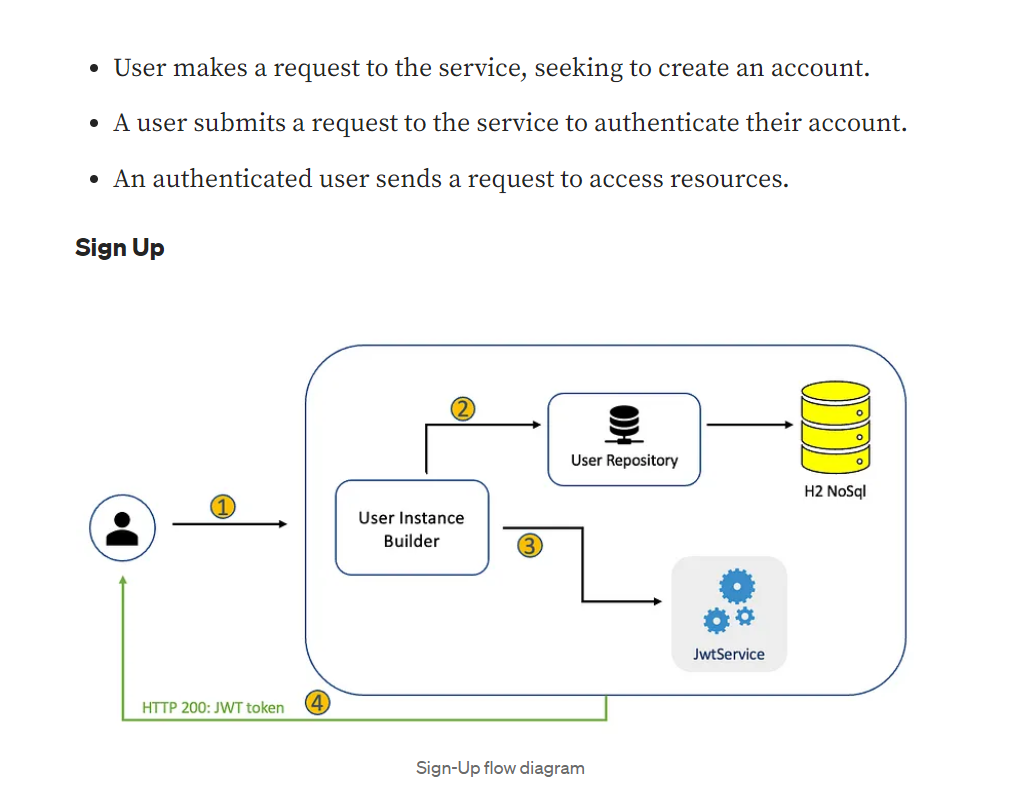 User makes a request to the service, seeking to create an account.
A user submits a request to the service to authenticate their account.
An authenticated user sends a request to access resources.
Sign Up
2
User Repository
H2 NoSql
1
User Instance
Builder
3
JwtService
HTTP 200: JWT token
4
Sign-Up flow diagram